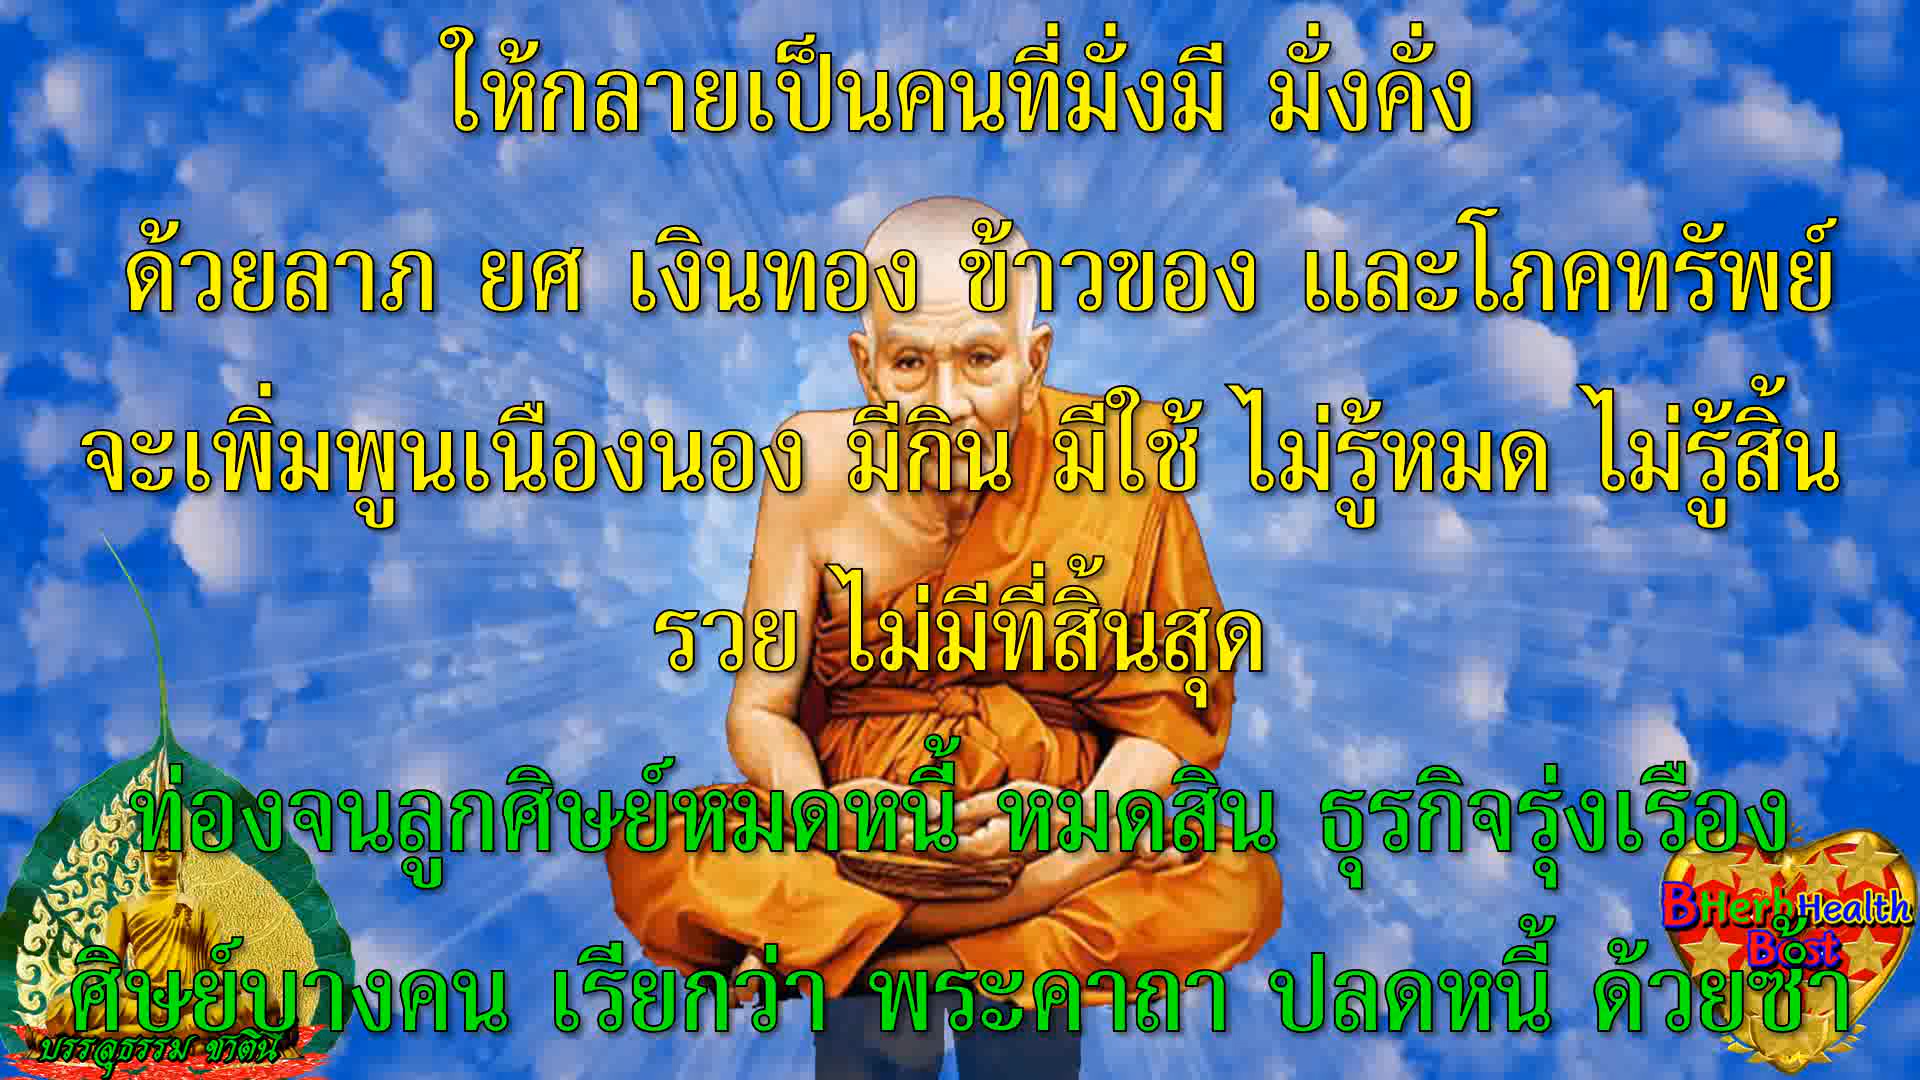 ให้กลายเป็นคนที่มั่งมี มั่งคั่ง
ด้วยลาภ ยศ เงินทอง ข้าวของ และโภคทรัพย์
จะเพิ่มพูนเนืองนอง มีกิน มีใช้ ไม่รู้หมด ไม่รู้สิ้น
รวย ไม่มีที่สิ้นสุด
ท่องจนลูกศิษย์หมดหนี้ หมดสิน ธุรกิจรุ่งเรือง
ศิษย์บางคน เรียกว่า พระคาถา ปลดหนี้ ด้วยซ้ำ
บรรลุธรรม ชาตินี้
BHerbHealth
Best